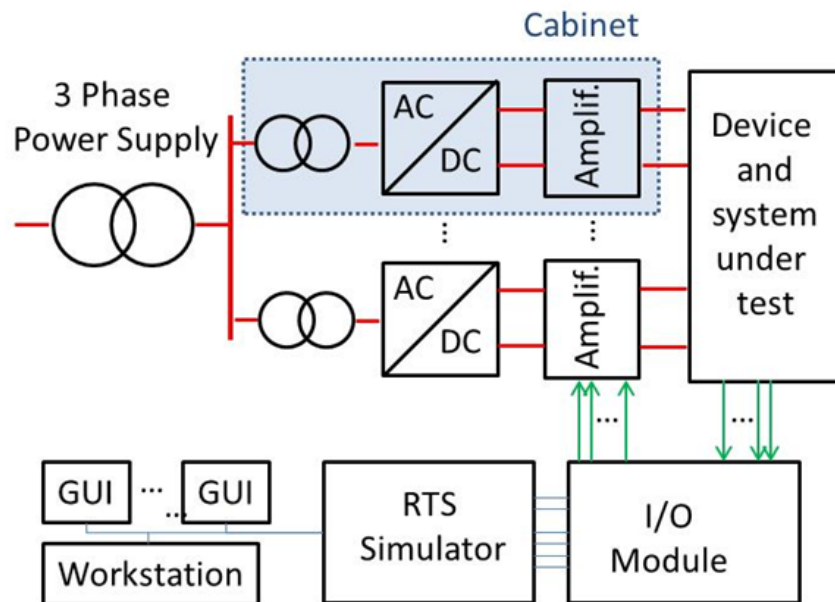 Cabinet
3 Phase
Power Supply
AC
DC
Amplif.
Device
and
system
under
test
...
...
AC
DC
Amplif.
...
...
GUI
...
...
GUI
Workstation
RTS
Simulator
I/O
Module